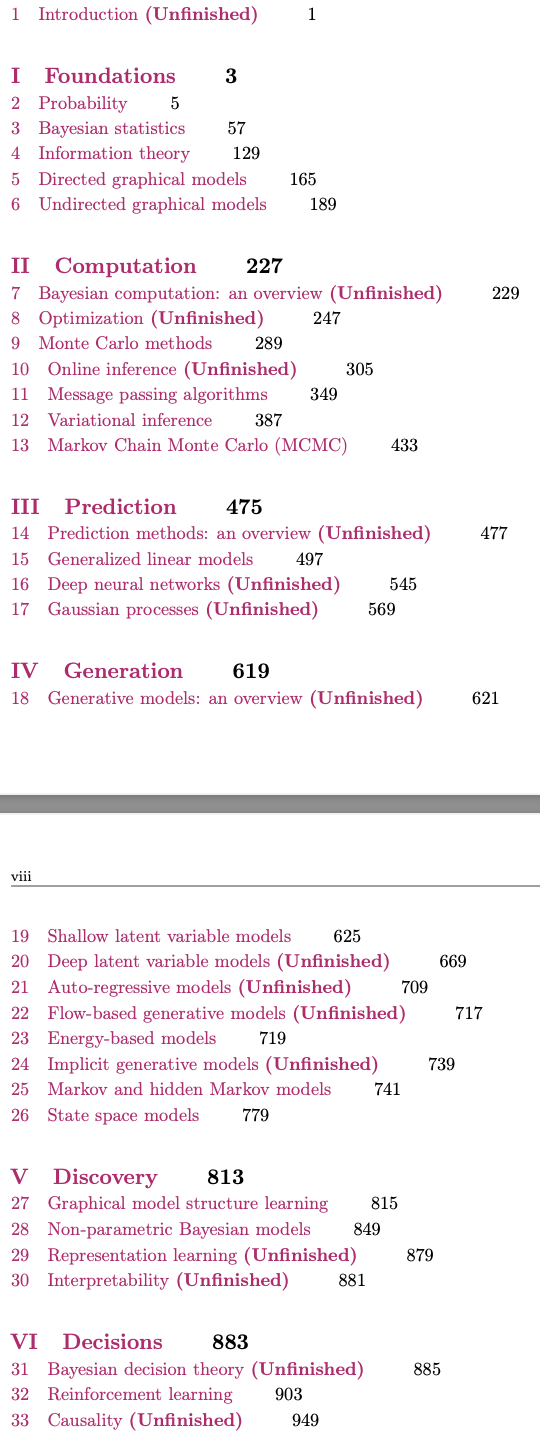 1 Introduction (Unfinished) 1
I Foundations 3
2 Probability 5
3 Bayesian statistics 57
4 Information theory 129
5 Directed graphical models 165
6 Undirected graphical models 189
II Computation 227
7 Bayesian computation: an overview (Unfinished) 229
8 Optimization (Unfinished) 247
9 Monte Carlo methods 289
10 Online inference (Unfinished) 305
11 Message passing algorithms 349
12 Variational inference 387
13 Markov Chain Monte Carlo (MCMC) 433
III Prediction 475
14 Prediction methods: an overview (Unfinished) 477
15 Generalized linear models 497
16 Deep neural networks (Unfinished) 545
17 Gaussian processes (Unfinished) 569
IV Generation 619
18 Generative models: an overview (Unfinished) 621
viii
19 Shallow latent variable models 625
20 Deep latent variable models (Unfinished) 669
21 Auto-regressive models (Unfinished) 709
22 Flow-based generative models (Unfinished) 717
23 Energy-based models 719
24 Implicit generative models (Unfinished) 739
25 Markov and hidden Markov models 741
26 State space models 779
V Discovery 813
27 Graphical model structure learning 815
28 Non-parametric Bayesian models 849
29 Representation learning (Unfinished) 879
30 Interpretability (Unfinished) 881
VI Decisions 883
31 Bayesian decision theory (Unfinished) 885
32 Reinforcement learning 903
33 Causality (Unfinished) 949